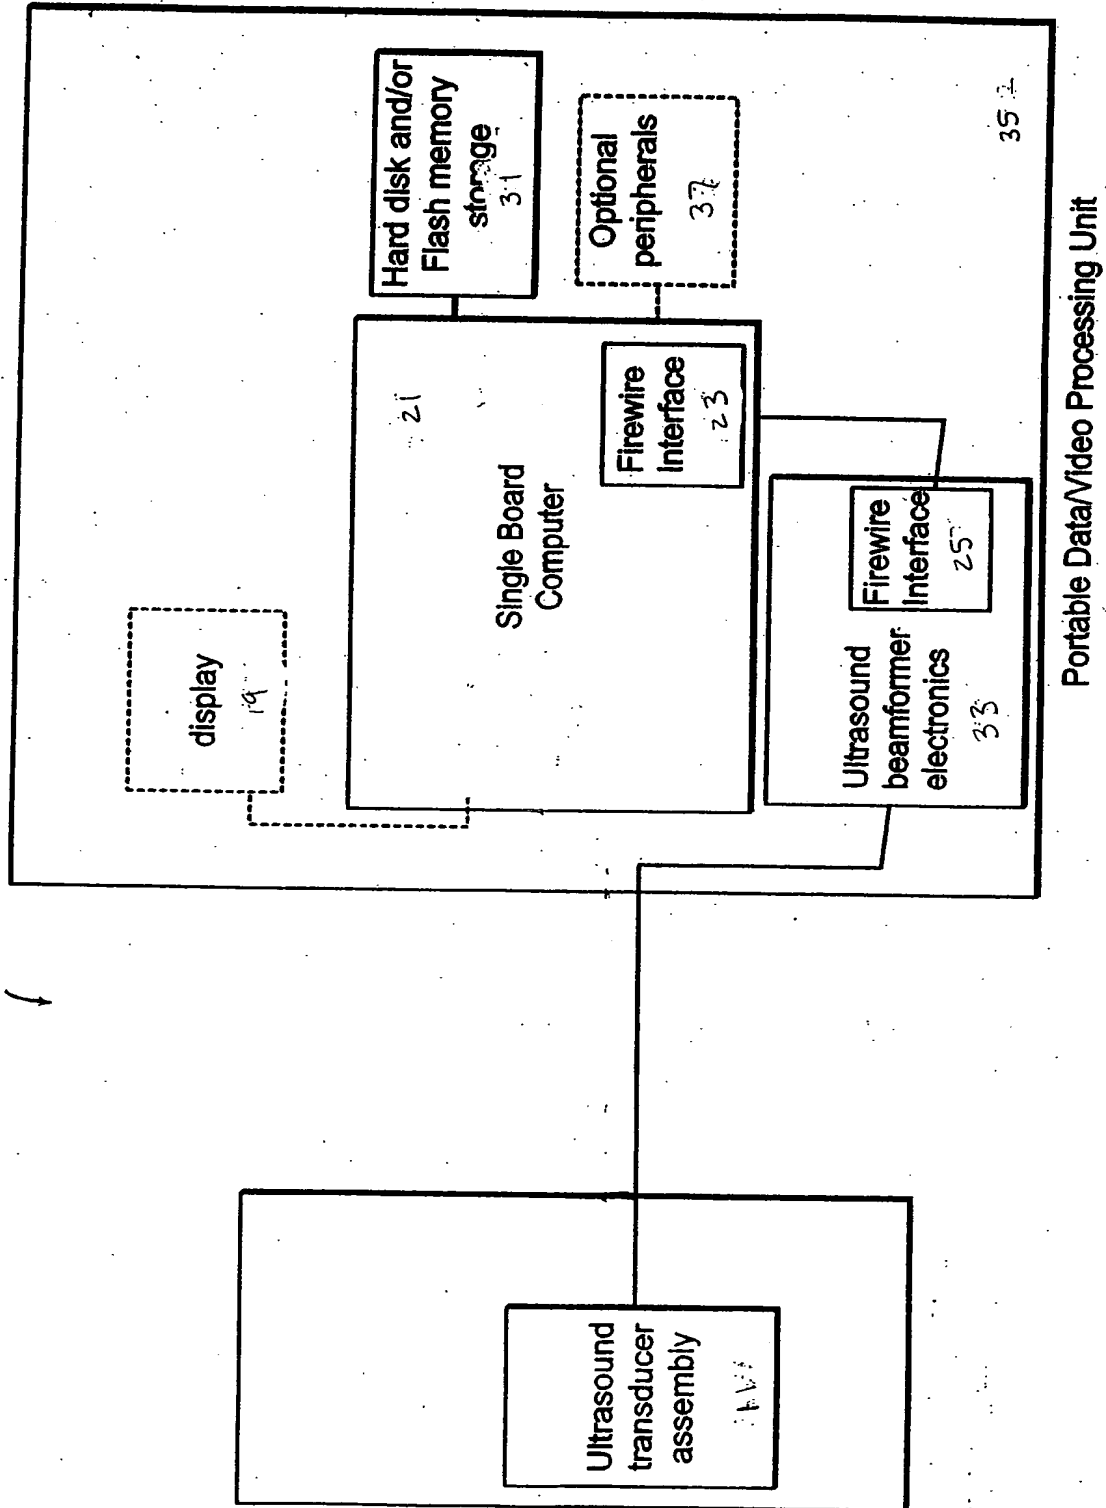 Hard disk and/or
Flash memory
storage
31
Optional
peripherals
37
35
21
Firewire
Interface
23
Single Board
Computer
display
19
Firewire
Interface
25
Ultrasound
beamformer
electronics
33
Portable Data/Video Processing Unit
Ultrasound
transducer
assembly